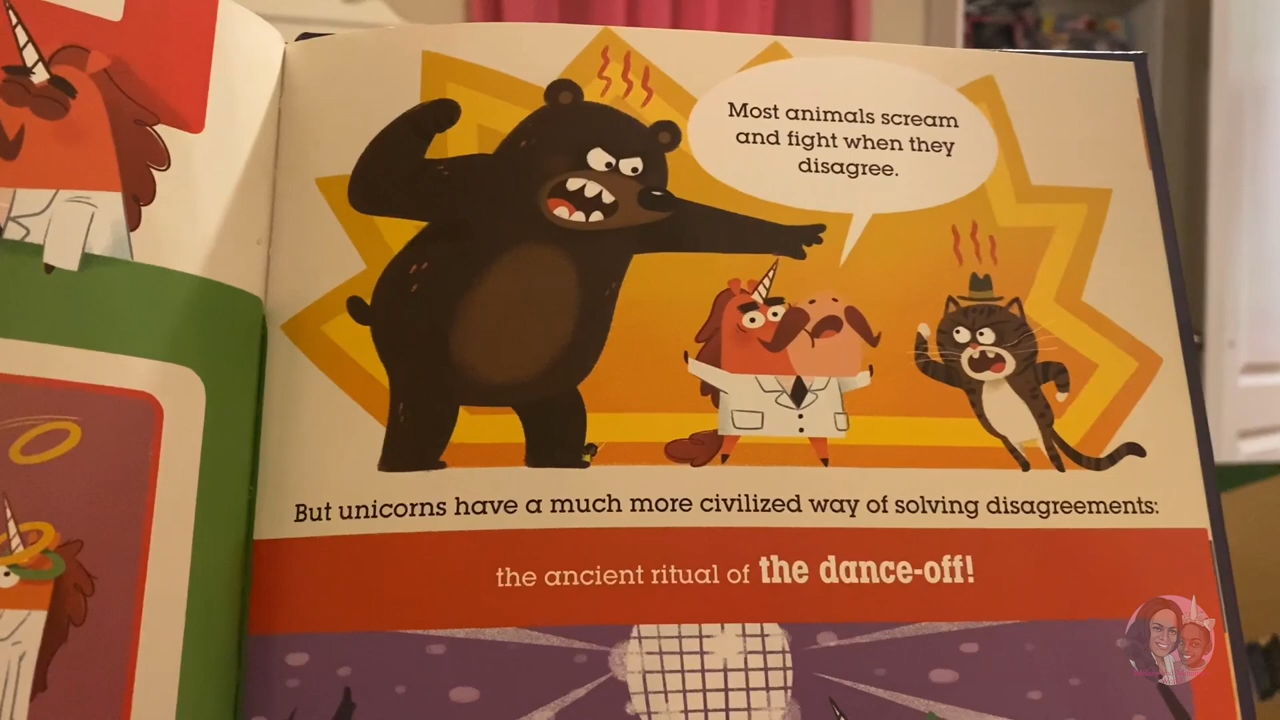 Most animals scream
and fight when they
disagree.
But unicorns have a much more civilized way of solving disagreements:
the ancient ritual of the dance-off!